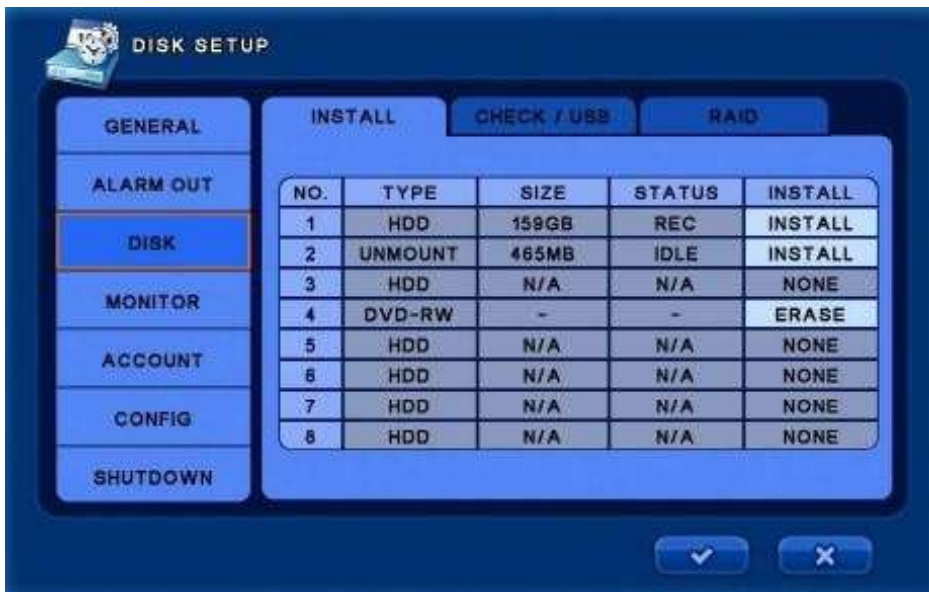 DISK SETUP
GENERAL
ALARM OUT
DISK
MONITOR
ACCOUNT
CONFIG
SHUTDOWN
INSTALL CHECK / USB RAID
NO. TYPE SIZE STATUS INSTALL
1 HDD 159GB REC INSTALL
2 UNMOUNT 465MB IDLE INSTALL
3 HDD N/A N/A NONE
4 DVD-RW - - ERASE
5 HDD N/A N/A NONE
6 HDD N/A N/A NONE
7 HDD N/A N/A NONE
8 HDD N/A N/A NONE